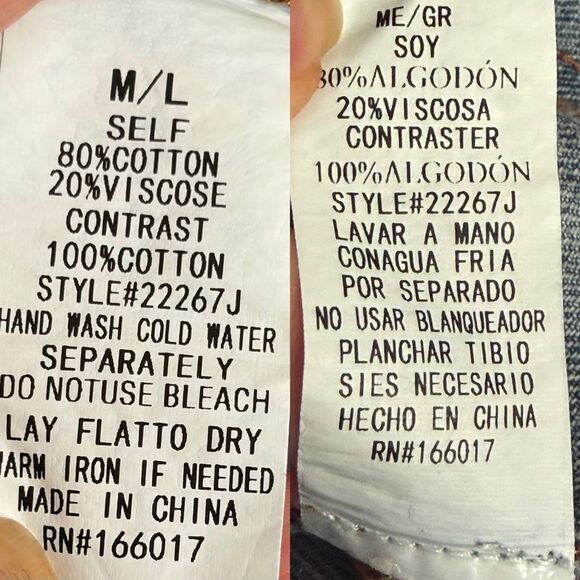 M/L
SELF
80%COTTON
20%VISCOSE
CONTRAST
100%COTTON
STYLE#22267J
HAND WASH COLD WATER
SEPARATELY
DO NOTUSE BLEACH
LAY FLATTO DRY
WARM IRON IF NEEDED
MADE IN CHINA
RN#166017
ME/GR
SOY
80%ALGODÓN
20%VISCOSA
CONTRASTER
100%ALGODÓN
STYLE#22267J
LAVAR A MANO
CONAGUA FRIA
POR SEPARADO
NO USAR BLANQUEADOR
PLANCHAR TIBIO
SIES NECESARIO
HECHO EN CHINA
RN#166017